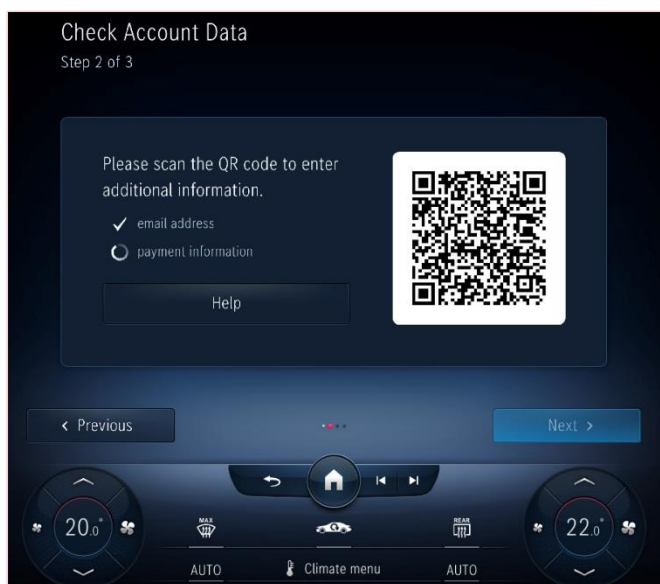 Check Account Data
Step 2 of 3
Please scan the QR code to enter
additional information.
email address
payment information
Help
< Previous
Next >
20.0°
MAX
REAR
22.0°
AUTO
Climate menu
AUTO